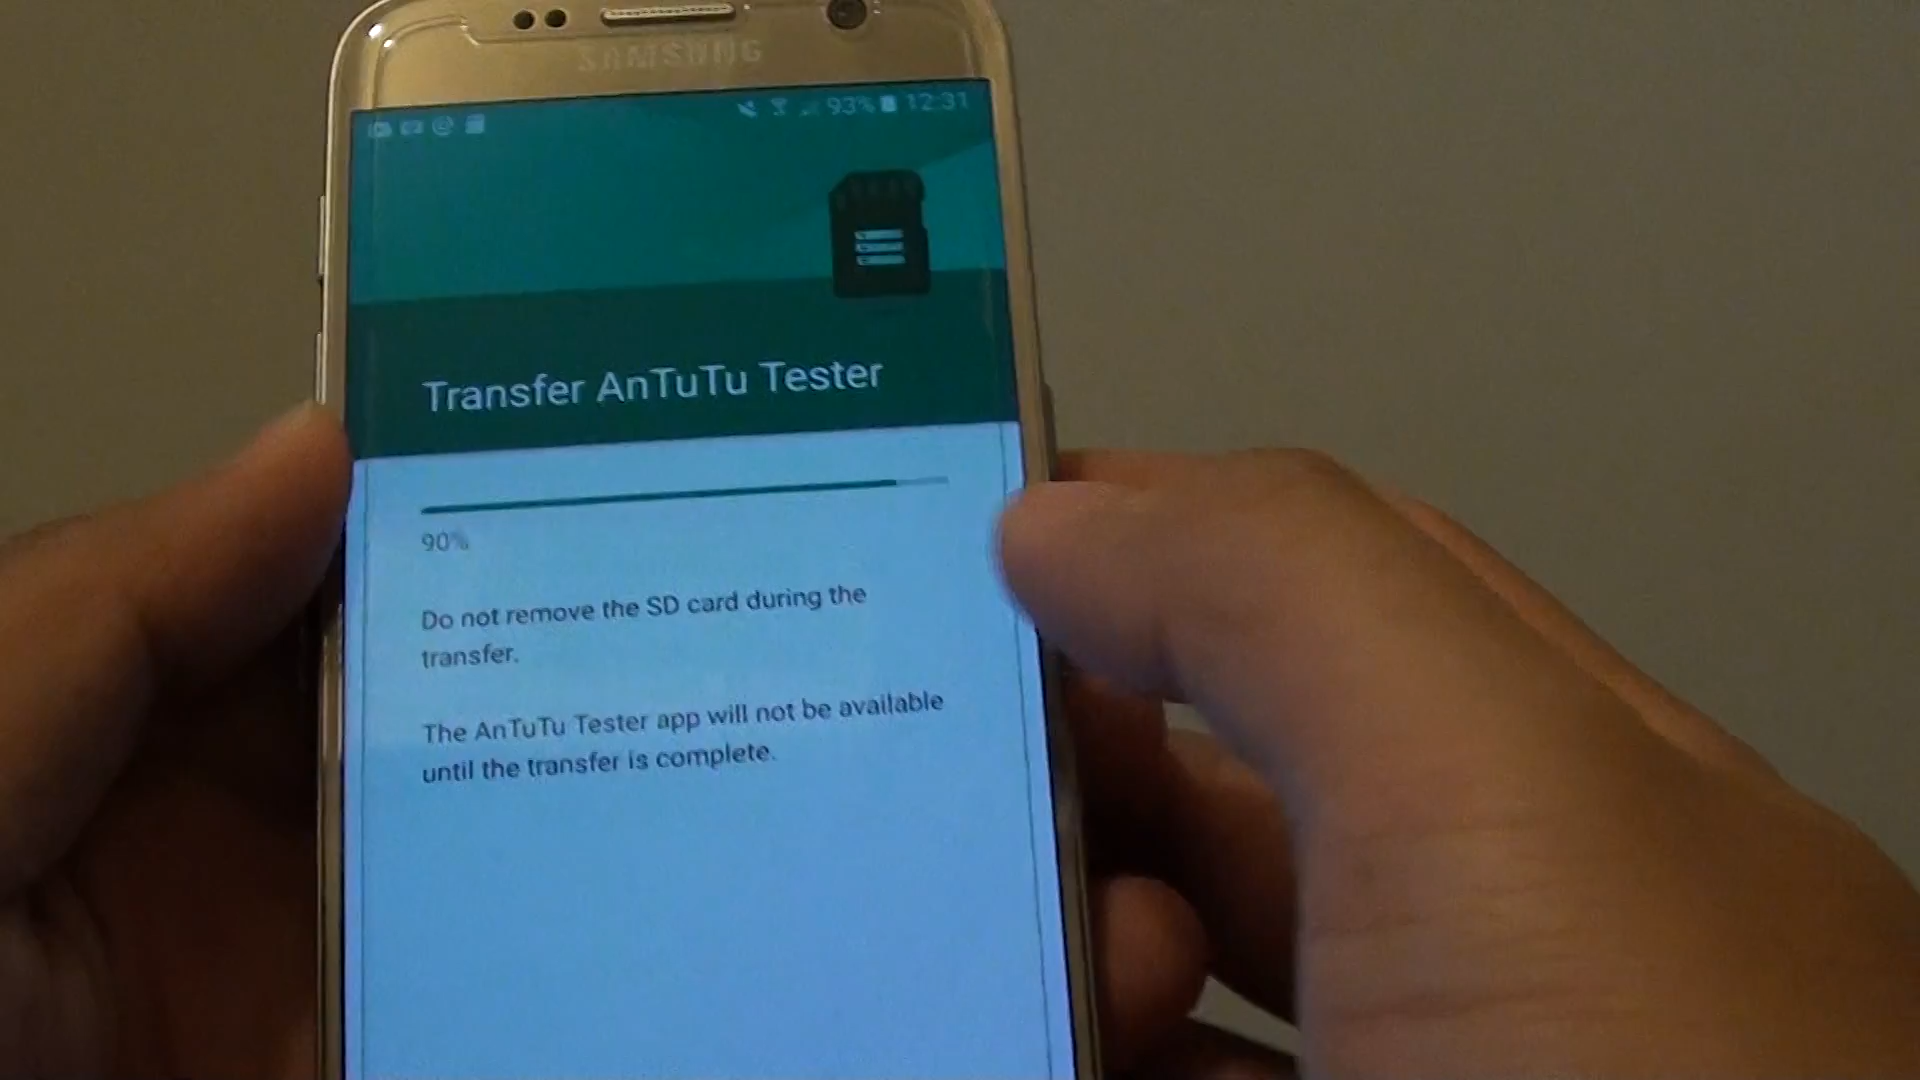 SAMSUNG
93% 12:31
Transfer AnTuTu Tester
90%
Do not remove the SD card during the
transfer.
The AnTuTu Tester app will not be available
until the transfer is complete.